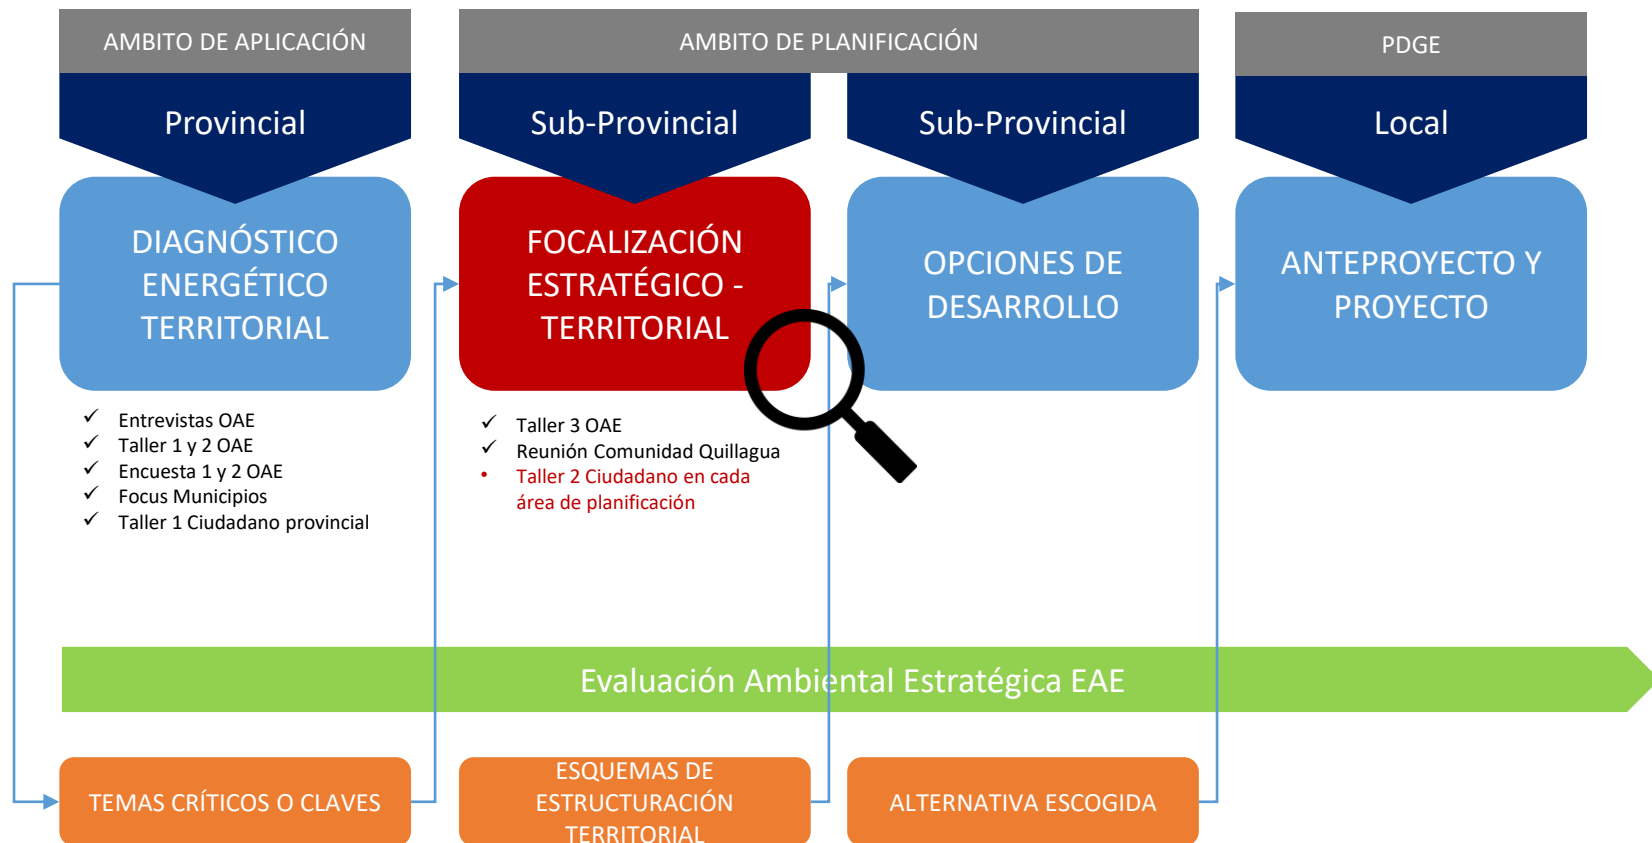 AMBITO DE APLICACIÓN
AMBITO DE PLANIFICACIÓN
PDGE
Provincial
Sub-Provincial
Sub-Provincial
Local
DIAGNÓSTICO
ENERGÉTICO
TERRITORIAL
FOCALIZACIÓN
ESTRATÉGICO -
TERRITORIAL
OPCIONES DE
DESARROLLO
ANTEPROYECTO Y
PROYECTO
✓ Entrevistas OAE
✓ Taller 1 y 2 OAE
✓ Encuesta 1 y 2 OAE
✓ Focus Municipios
✓ Taller 1 Ciudadano provincial
✓ Taller 3 OAE
✓ Reunión Comunidad Quillagua
• Taller 2 Ciudadano en cada
área de planificación
Evaluación Ambiental Estratégica EAE
TEMAS CRÍTICOS O CLAVES
ESQUEMAS DE
ESTRUCTURACIÓN
TERRITORIAL
ALTERNATIVA ESCOGIDA